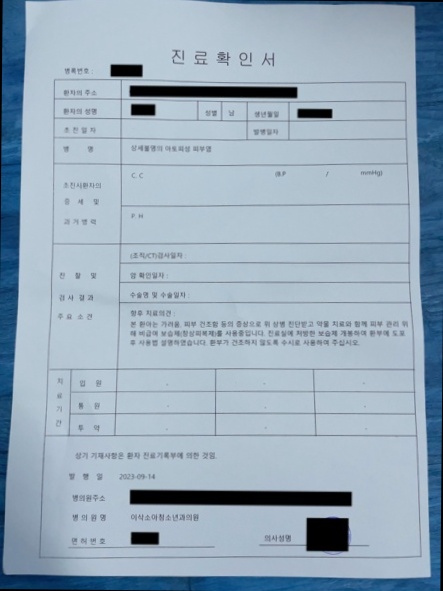 진료확인서
병록번호 :
환자의 주소
환자의 성명 성별 남 생년월일
초진일자 발병일자
병 명 상세불명의 아토피성 피부염
초진시환자의 증 세 및 과거병력
C. C (B.P / mmHg)
P. H
진 찰 및 검사결과 주요 소견
(조직/CT)검사일자 :
암 확인일자 :
수술명 및 수술일자 :
향후 치료의견 :
본 환아는 가려움, 피부 건조함 등의 증상으로 위 상병 진단받고 약물 치료와 함께 피부 관리 위
해 비급여 보습제(항상외복제)를 사용중입니다. 진료실에 처방한 보습제 개봉하여 환부에 도포
후 사용법 설명하였습니다. 환부가 건조하지 않도록 수시로 사용하여 주십시오.
치료기간
입 원 - - -
통 원 - - -
투 약 - - -
상기 기재사항은 환자 진료기록부에 의한 것임.
발 행 일 2023-09-14
병의원주소
병 의 원 명 이삭소아청소년과의원
면 허 번 호 의사성명